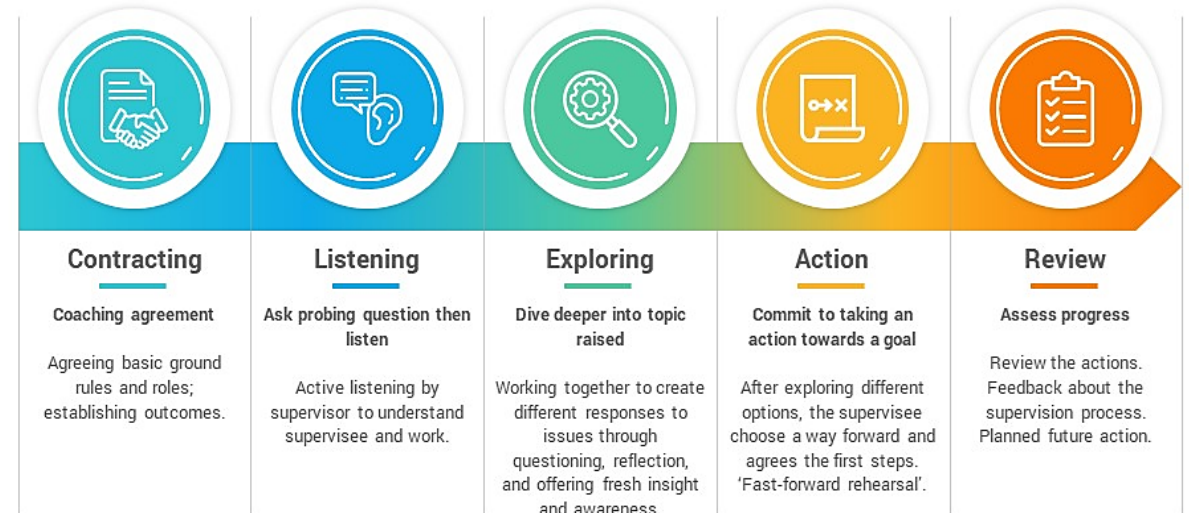 Contracting
Coaching agreement
Agreeing basic ground
rules and roles;
establishing outcomes.
Listening
Ask probing question then
listen
Active listening by
supervisor to understand
supervisee and work.
Exploring
Dive deeper into topic
raised
Working together to create
different responses to
issues through
questioning, reflection,
and offering fresh insight
and awareness.
Action
Commit to taking an
action towards a goal
After exploring different
options, the supervisee
choose a way forward and
agrees the first steps.
‘Fast-forward rehearsal’.
Review
Assess progress
Review the actions.
Feedback about the
supervision process.
Planned future action.